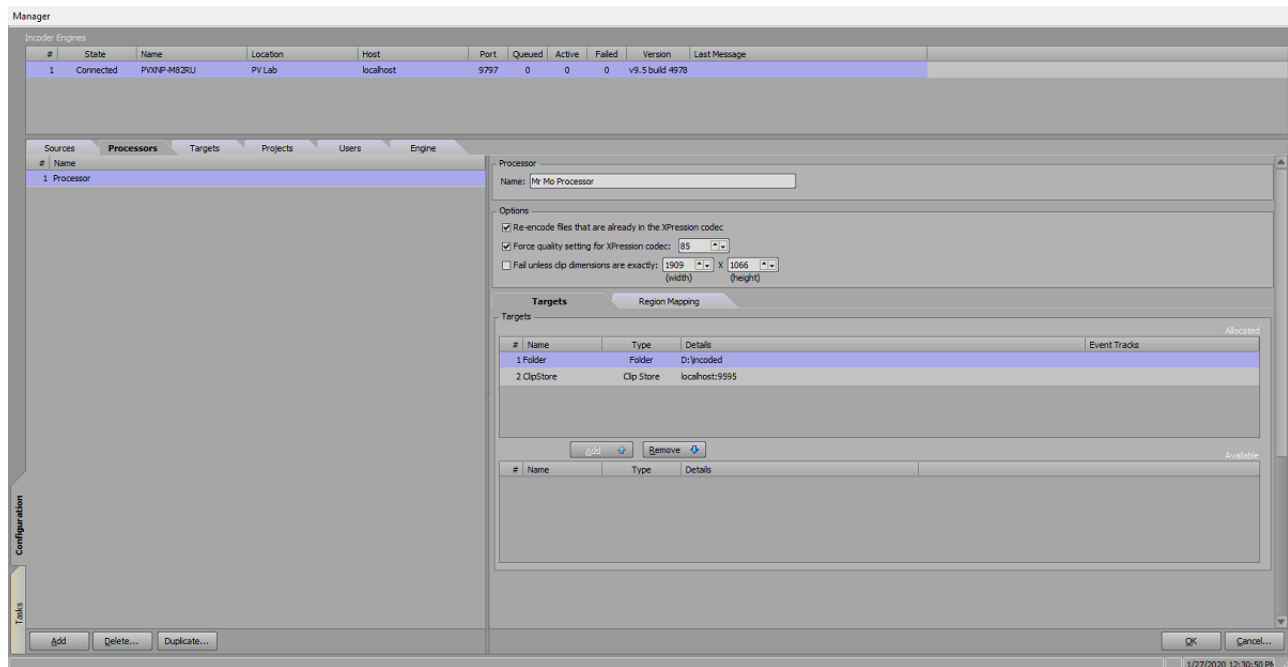 Manager
Incoder Engines
# State Name Location Host Port Queued Active Failed Version Last Message
1 Connected PVXNP-M82RU PV Lab localhost 9797 0 0 0 v9.5 build 4978
Sources Processors Targets Projects Users Engine
# Name
1 Processor
Processor
Name: Mr Mo Processor
Options
Re-encode files that are already in the XPression codec
Force quality setting for XPression codec: 85
Fail unless clip dimensions are exactly: 1909 X 1066
(width) (height)
Targets Region Mapping
Targets
Allocated
# Name Type Details Event Tracks
1 Folder Folder D:\incoded
2 ClipStore Clip Store localhost:9595
Add Remove
Available
# Name Type Details
Configuration
Tasks
Add Delete... Duplicate... OK Cancel...
1/27/2020 12:30:50 PM